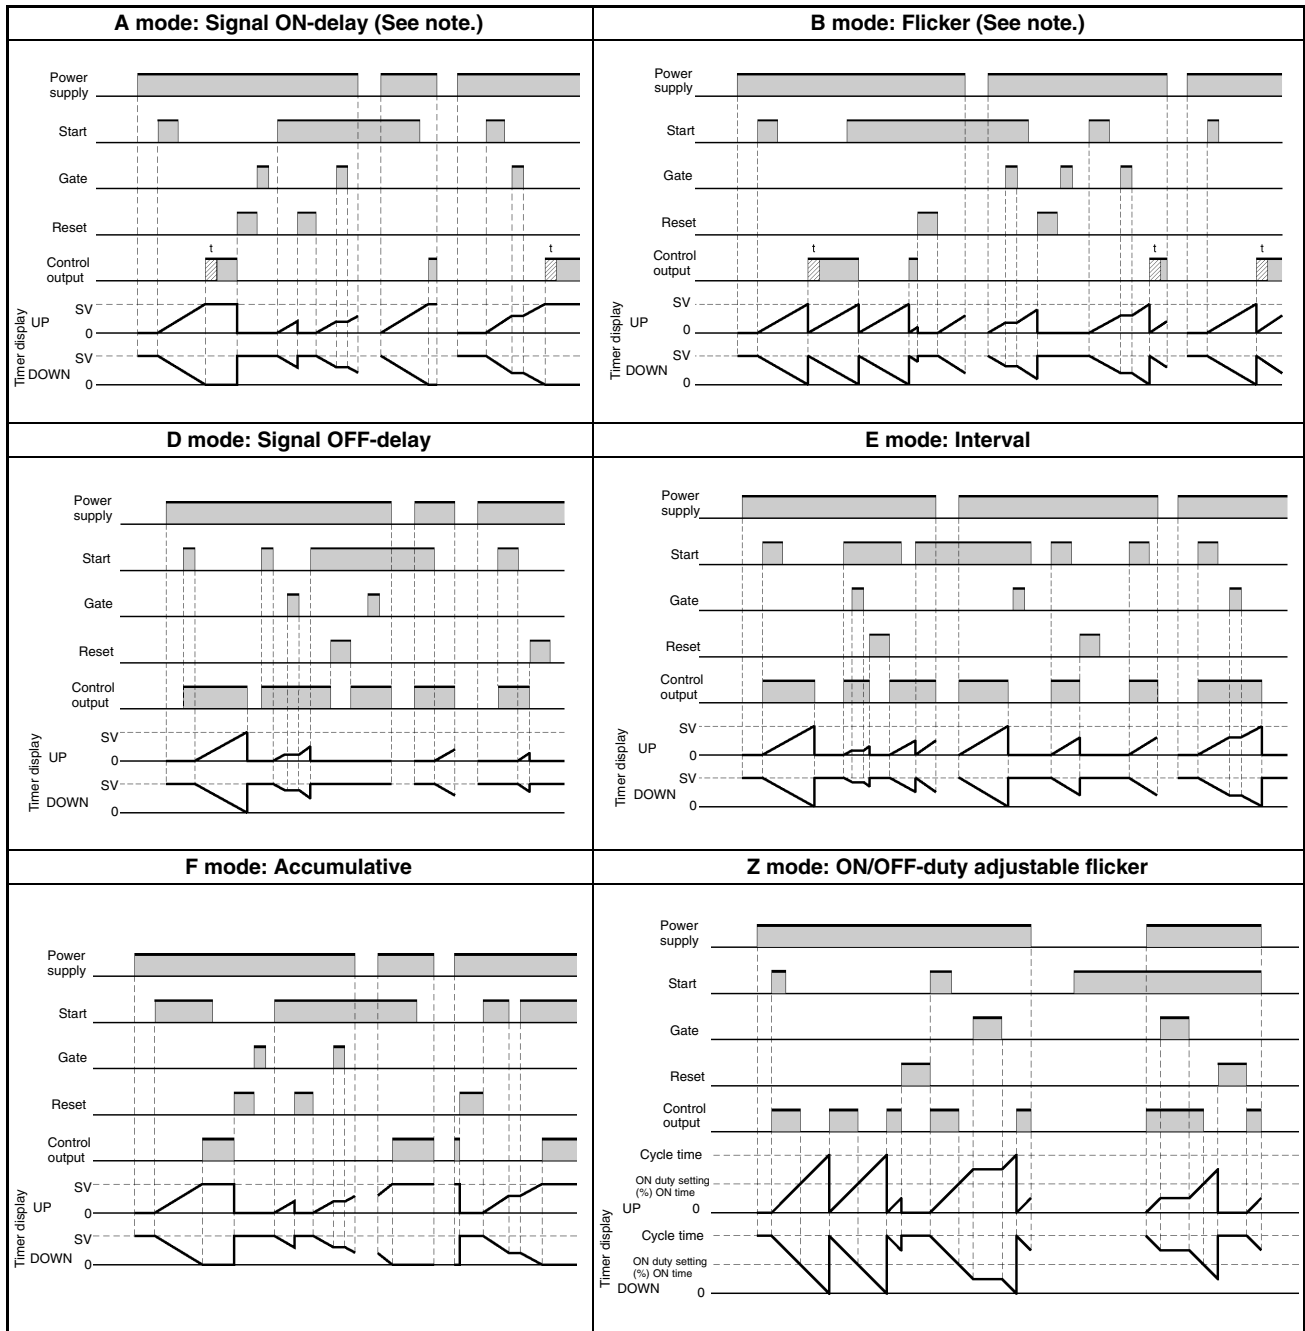 A mode: Signal ON-delay (See note.)
Power
supply
Start
Gate
Reset
t
t
Control
output
SV
UP
0
SV
DOWN
0
Timer display
B mode: Flicker (See note.)
Power
supply
Start
Gate
Reset
t
t
t
Control
output
SV
UP
0
SV
DOWN
0
Timer display
D mode: Signal OFF-delay
Power
supply
Start
Gate
Reset
Control
output
SV
UP
0
SV
DOWN
0
Timer display
E mode: Interval
Power
supply
Start
Gate
Reset
Control
output
SV
UP
0
SV
DOWN
0
Timer display
F mode: Accumulative
Power
supply
Start
Gate
Reset
Control
output
SV
UP
0
SV
DOWN
0
Timer display
Z mode: ON/OFF-duty adjustable flicker
Power
supply
Start
Gate
Reset
Control
output
Cycle time
ON duty setting
(%) ON time
UP
0
Cycle time
ON duty setting
(%) ON time
DOWN
0
Timer display